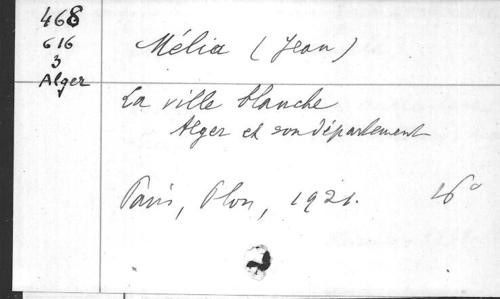 468
616
3
Alger
Mélia (Jean)
La ville blanche
Alger et son département
Paris, Plon, 1921. 16°